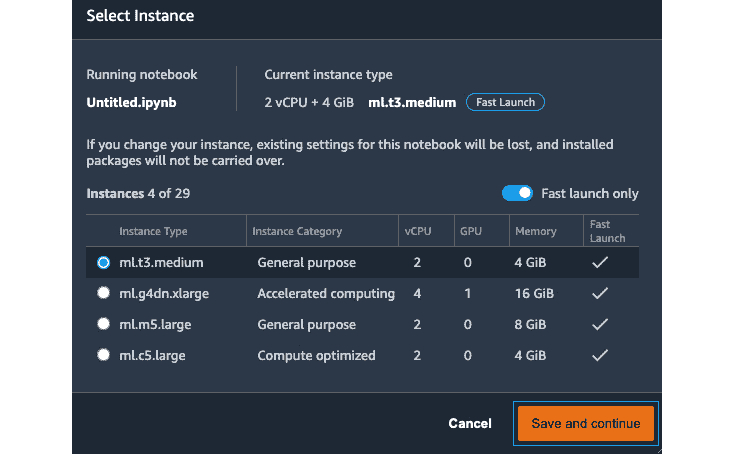 Select Instance
Running notebook
Current instance type
Untitled.ipynb
2 vCPU + 4 GiB ml.t3.medium Fast Launch
If you change your instance, existing settings for this notebook will be lost, and installed
packages will not be carried over.
Instances 4 of 29
Fast launch only
Instance Type Instance Category vCPU GPU Memory Fast
Launch
ml.t3.medium General purpose 2 0 4 GiB
ml.g4dn.xlarge Accelerated computing 4 1 16 GiB
ml.m5.large General purpose 2 0 8 GiB
ml.c5.large Compute optimized 2 0 4 GiB
Cancel Save and continue